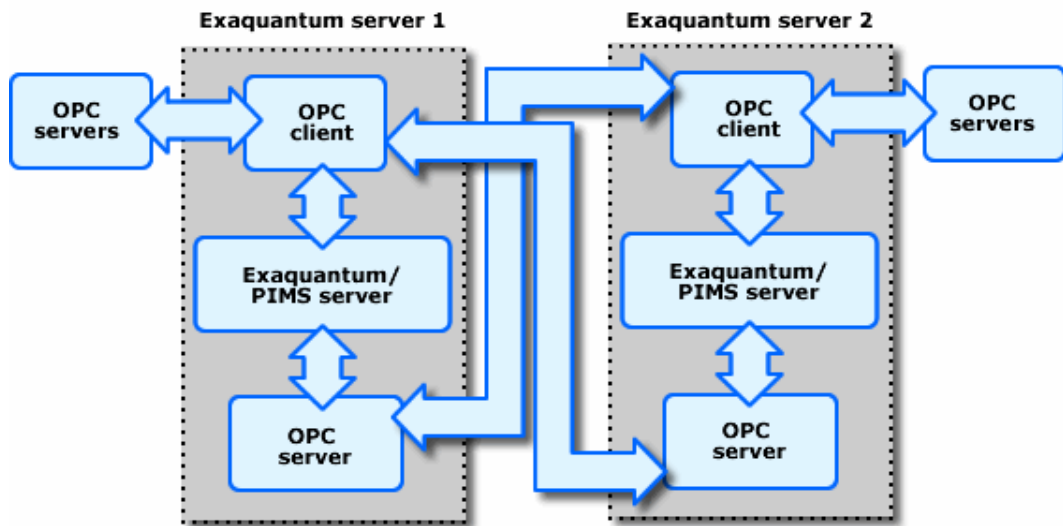 Exaquantum server 1
Exaquantum server 2
OPC
servers
OPC
client
OPC
client
OPC
servers
Exaquantum/
PIMS server
Exaquantum/
PIMS server
OPC
server
OPC
server